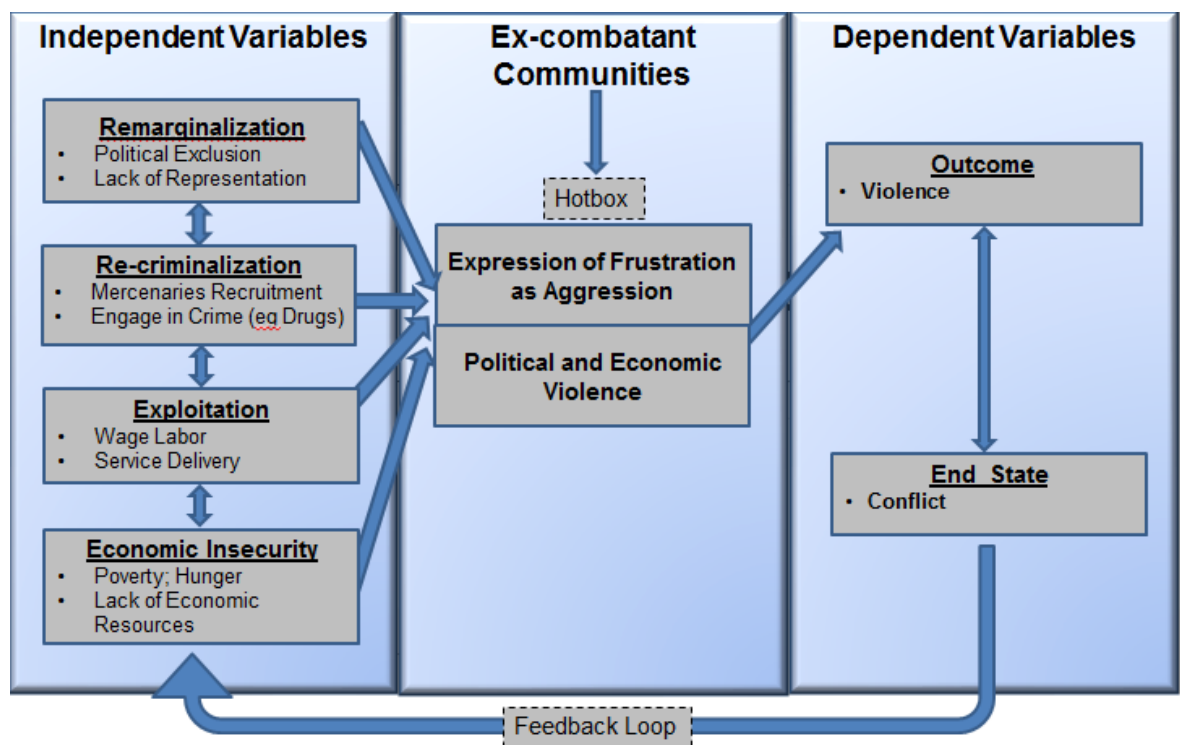 Independent Variables
Remarginalization
• Political Exclusion
• Lack of Representation
Re-criminalization
• Mercenaries Recruitment
• Engage in Crime (eg Drugs)
Exploitation
• Wage Labor
• Service Delivery
Economic Insecurity
• Poverty; Hunger
• Lack of Economic
Resources
Ex-combatant
Communities
Hotbox
Expression of Frustration
as Aggression
Political and Economic
Violence
Dependent Variables
Outcome
• Violence
End State
• Conflict
Feedback Loop